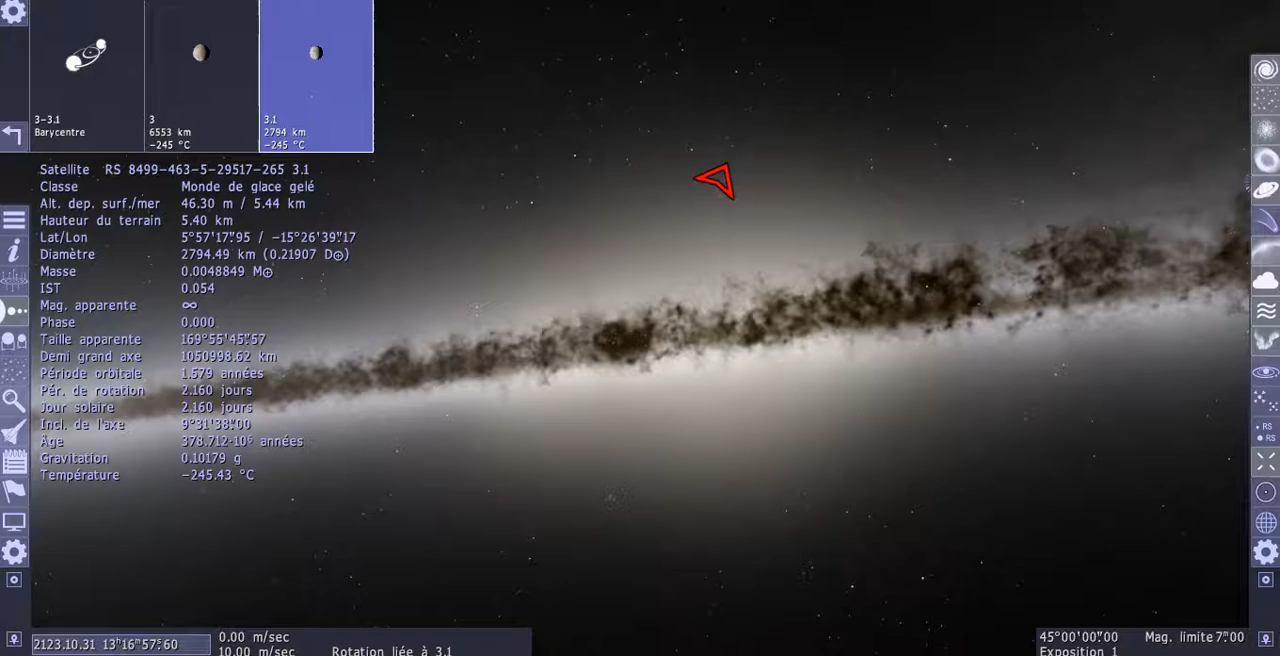 3-3.1
Barycentre
3
6553 km
-245 °C
3.1
2794 km
-245 °C
Satellite RS 8499-463-5-29517-265 3.1
Classe Monde de glace gelé
Alt. dep. surf./mer 46.30 m / 5.44 km
Hauteur du terrain 5.40 km
Lat/Lon 5°57'17"95 / -15°26'39"17
Diamètre 2794.49 km (0.21907 D⊙)
Masse 0.0048849 M⊙
IST 0.054
Mag. apparente ∞
Phase 0.000
Taille apparente 169°55'45"57
Demi grand axe 1050998.62 km
Période orbitale 1.579 années
Pér. de rotation 2.160 jours
Jour solaire 2.160 jours
Incl. de l'axe 9°31'38"00
Âge 378.712·10⁶ années
Gravitation 0.10179 g
Température -245.43 °C
RS
RS
2123.10.31 13ʰ16ᵐ57ˢ60
0.00 m/sec
10.00 m/sec
Rotation liée à 3.1
45°00'00"00 Mag. limite 7ᵐ00
Exposition 1